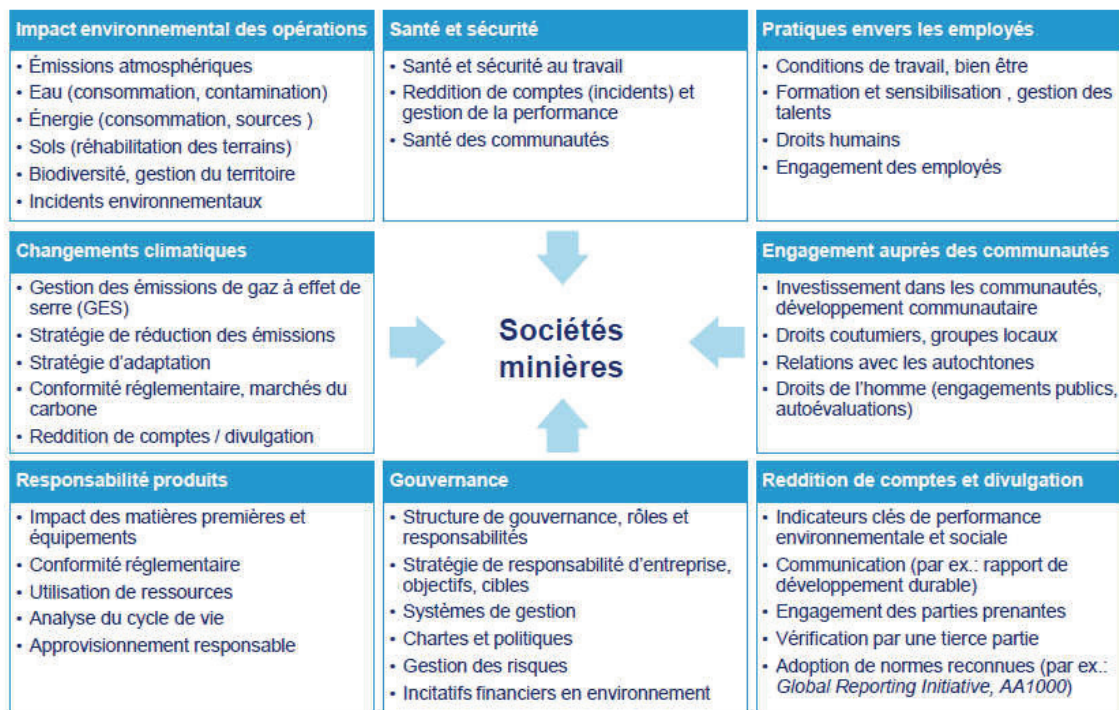 Impact environnemental des opérations
• Émissions atmosphériques
• Eau (consommation, contamination)
• Énergie (consommation, sources )
• Sols (réhabilitation des terrains)
• Biodiversité, gestion du territoire
• Incidents environnementaux
Santé et sécurité
• Santé et sécurité au travail
• Reddition de comptes (incidents) et
gestion de la performance
• Santé des communautés
Pratiques envers les employés
• Conditions de travail, bien être
• Formation et sensibilisation , gestion des
talents
• Droits humains
• Engagement des employés
Changements climatiques
• Gestion des émissions de gaz à effet de
serre (GES)
• Stratégie de réduction des émissions
• Stratégie d'adaptation
• Conformité réglementaire, marchés du
carbone
• Reddition de comptes / divulgation
Sociétés
minières
Engagement auprès des communautés
• Investissement dans les communautés,
développement communautaire
• Droits coutumiers, groupes locaux
• Relations avec les autochtones
• Droits de l'homme (engagements publics,
autoévaluations)
Responsabilité produits
• Impact des matières premières et
équipements
• Conformité réglementaire
• Utilisation de ressources
• Analyse du cycle de vie
• Approvisionnement responsable
Gouvernance
• Structure de gouvernance, rôles et
responsabilités
• Stratégie de responsabilité d'entreprise,
objectifs, cibles
• Systèmes de gestion
• Chartes et politiques
• Gestion des risques
• Incitatifs financiers en environnement
Reddition de comptes et divulgation
• Indicateurs clés de performance
environnementale et sociale
• Communication (par ex.: rapport de
développement durable)
• Engagement des parties prenantes
• Vérification par une tierce partie
• Adoption de normes reconnues (par ex.:
Global Reporting Initiative, AA1000)